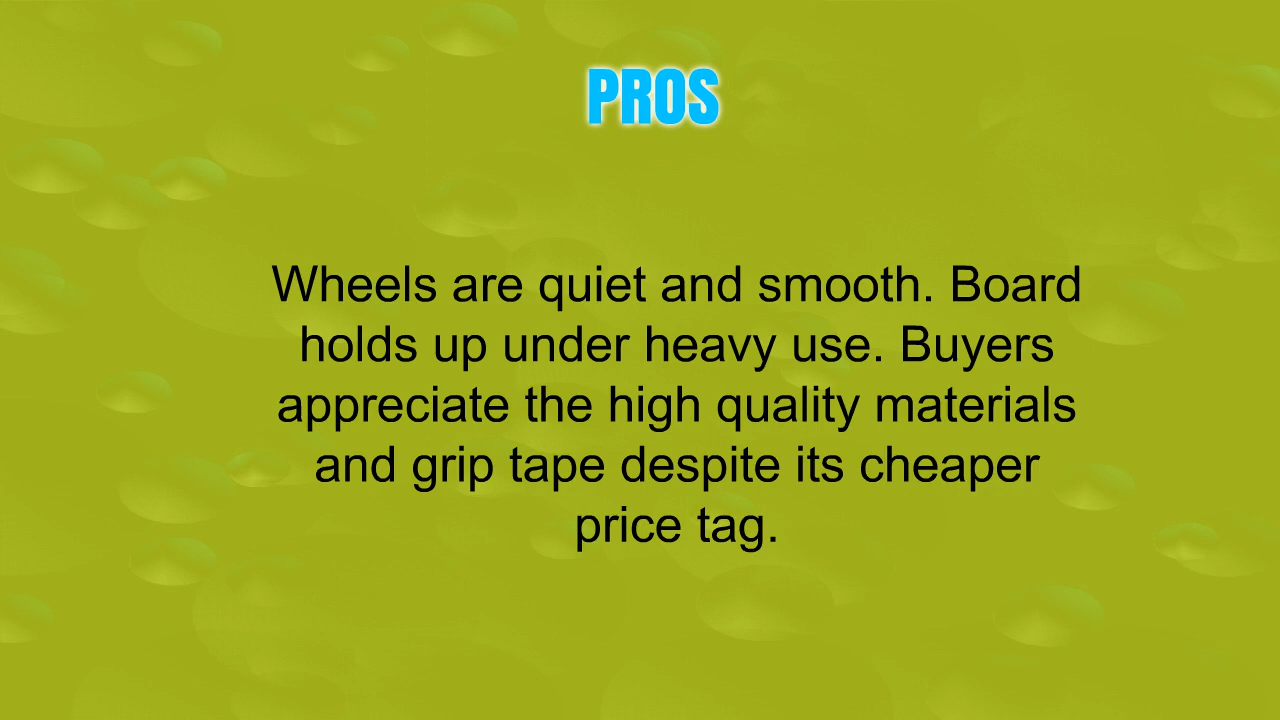 PROS
Wheels are quiet and smooth. Board
holds up under heavy use. Buyers
appreciate the high quality materials
and grip tape despite its cheaper
price tag.